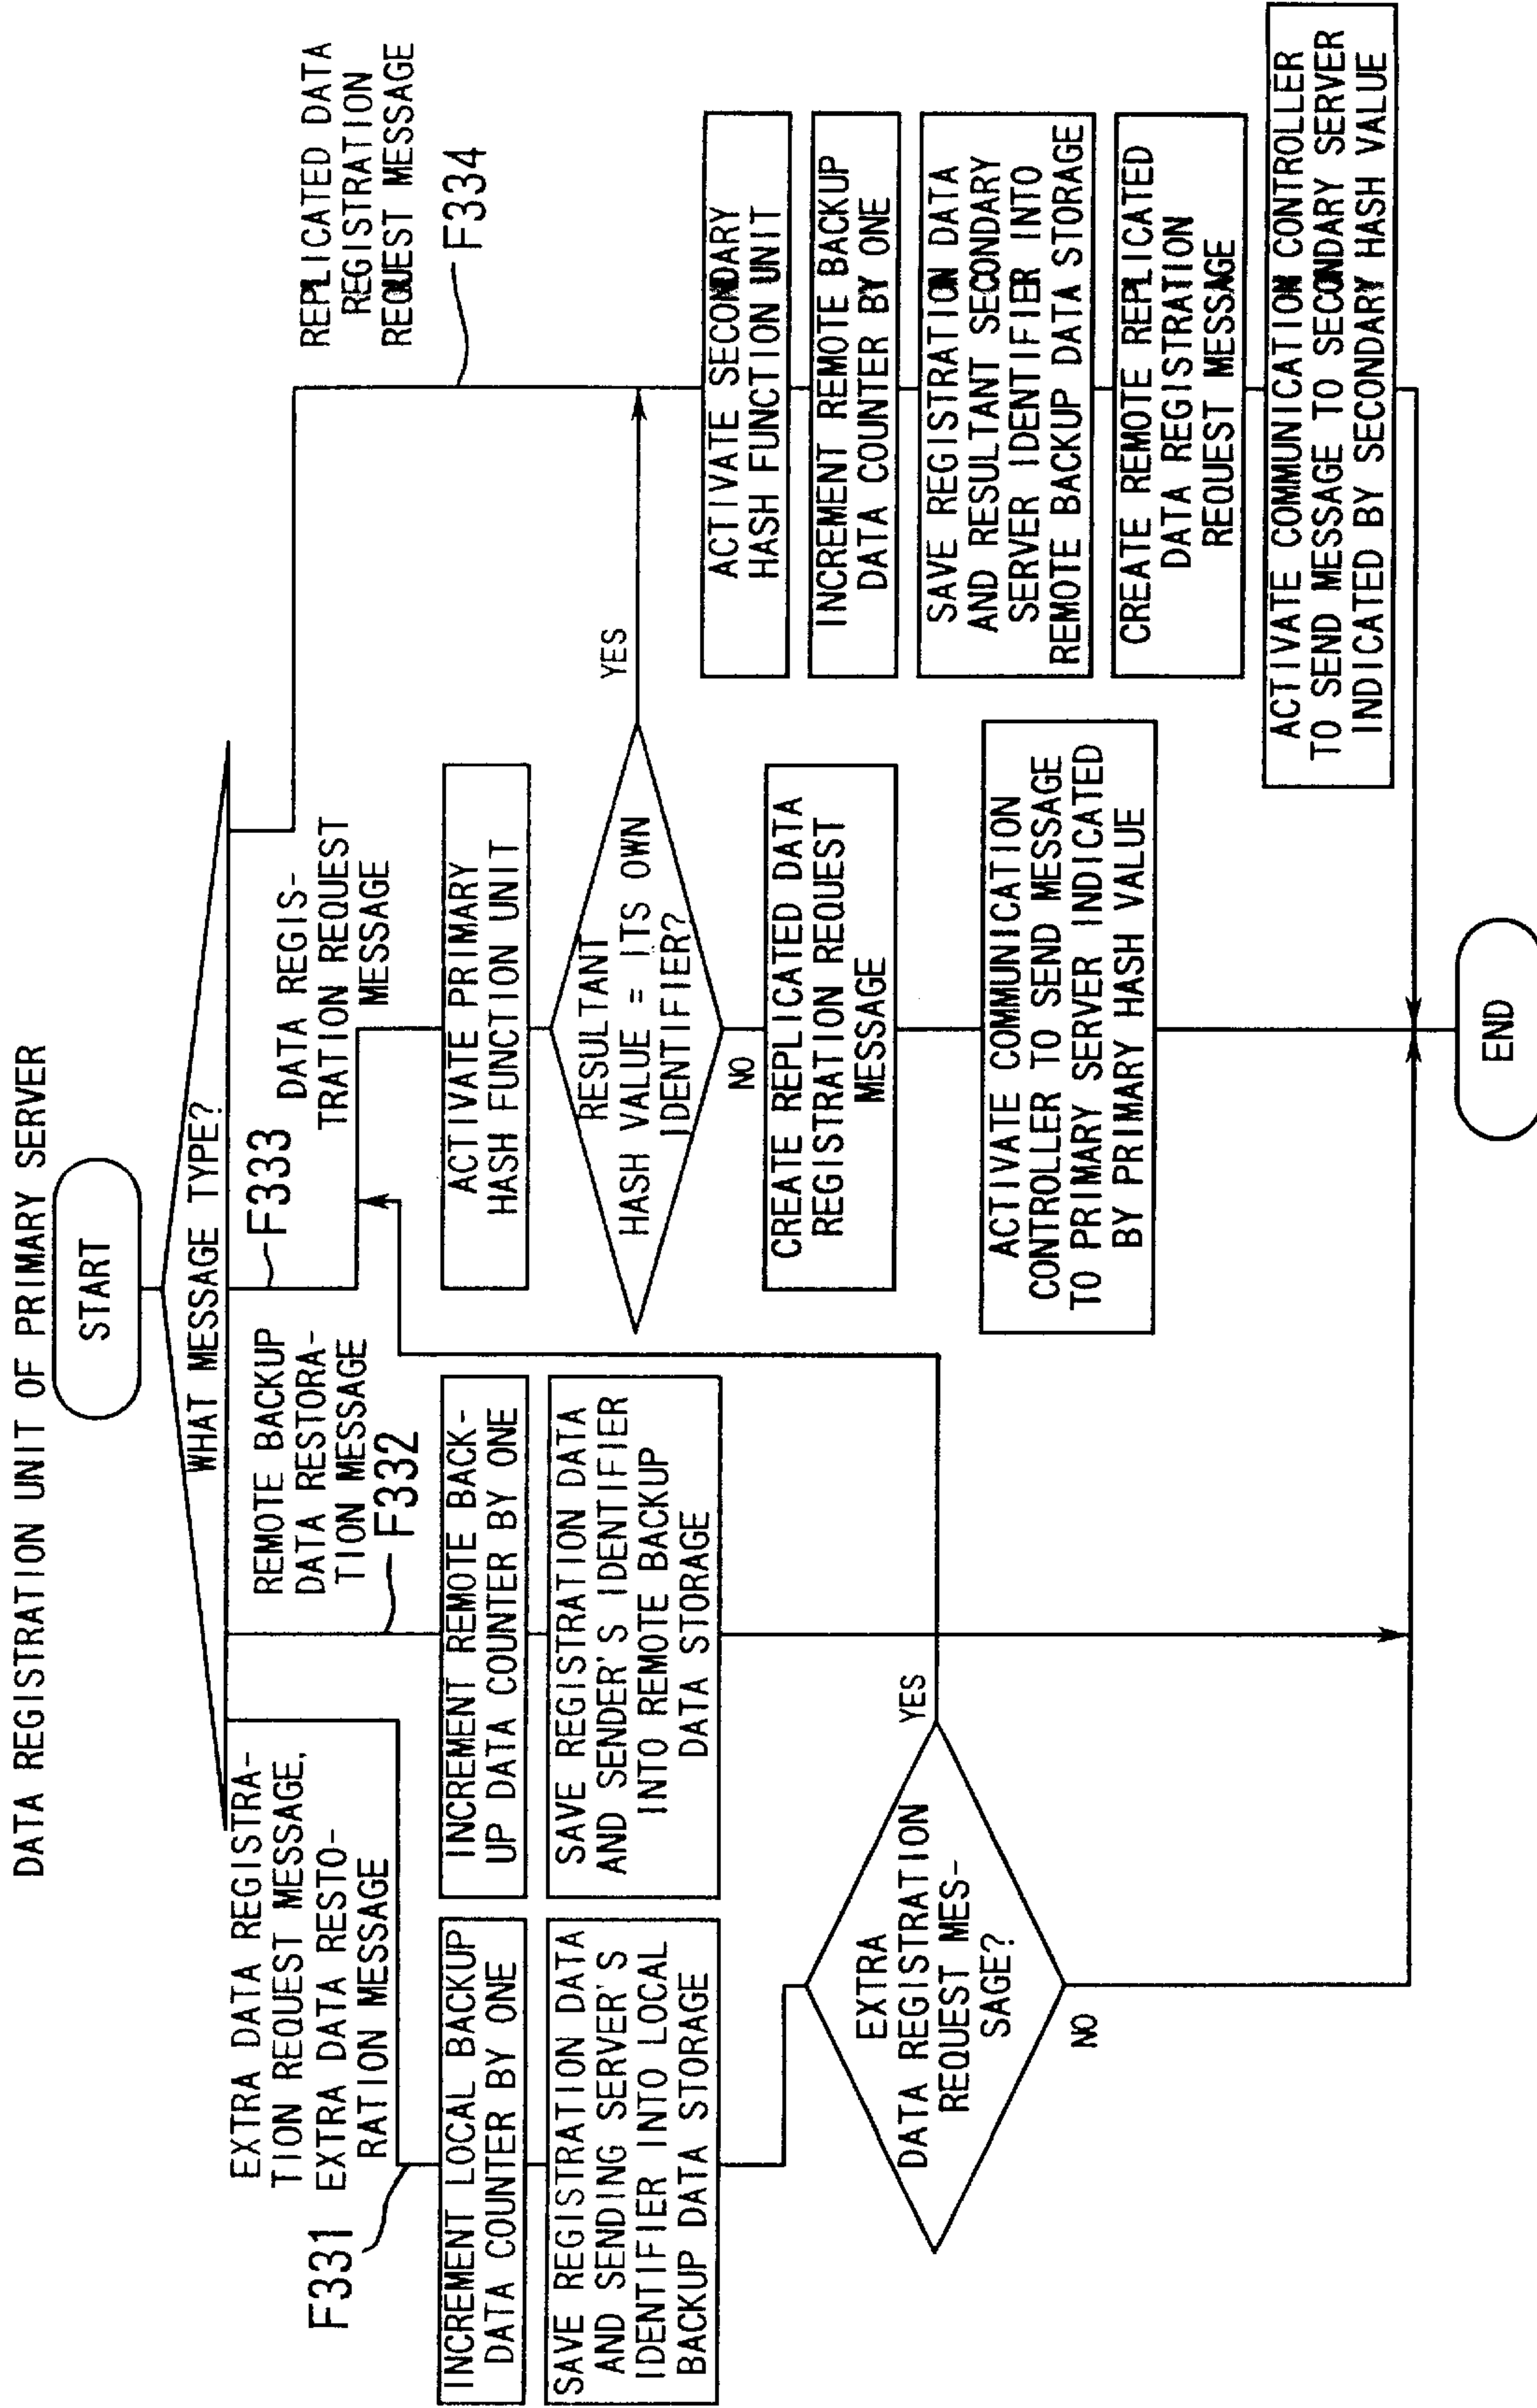 DATA REGISTRATION UNIT OF PRIMARY SERVER
START
WHAT MESSAGE TYPE?
EXTRA DATA REGISTRA-
TION REQUEST MESSAGE,
EXTRA DATA RESTO-
RATION MESSAGE
F331
INCREMENT LOCAL BACKUP
DATA COUNTER BY ONE
SAVE REGISTRATION DATA
AND SENDING SERVER'S
IDENTIFIER INTO LOCAL
BACKUP DATA STORAGE
EXTRA
DATA REGISTRATION
REQUEST MES-
SAGE?
YES
NO
REMOTE BACKUP
DATA RESTORA-
TION MESSAGE
F332
INCREMENT REMOTE BACK-
UP DATA COUNTER BY ONE
SAVE REGISTRATION DATA
AND SENDER'S IDENTIFIER
INTO REMOTE BACKUP
DATA STORAGE
F333
DATA REGIS-
TRATION REQUEST
MESSAGE
ACTIVATE PRIMARY
HASH FUNCTION UNIT
RESULTANT
HASH VALUE = ITS OWN
IDENTIFIER?
YES
NO
CREATE REPLICATED DATA
REGISTRATION REQUEST
MESSAGE
ACTIVATE COMMUNICATION
CONTROLLER TO SEND MESSAGE
TO PRIMARY SERVER INDICATED
BY PRIMARY HASH VALUE
REPLICATED DATA
REGISTRATION
REQUEST MESSAGE
F334
ACTIVATE SECONDARY
HASH FUNCTION UNIT
INCREMENT REMOTE BACKUP
DATA COUNTER BY ONE
SAVE REGISTRATION DATA
AND RESULTANT SECONDARY
SERVER IDENTIFIER INTO
REMOTE BACKUP DATA STORAGE
CREATE REMOTE REPLICATED
DATA REGISTRATION
REQUEST MESSAGE
ACTIVATE COMMUNICATION CONTROLLER
TO SEND MESSAGE TO SECONDARY SERVER
INDICATED BY SECONDARY HASH VALUE
END